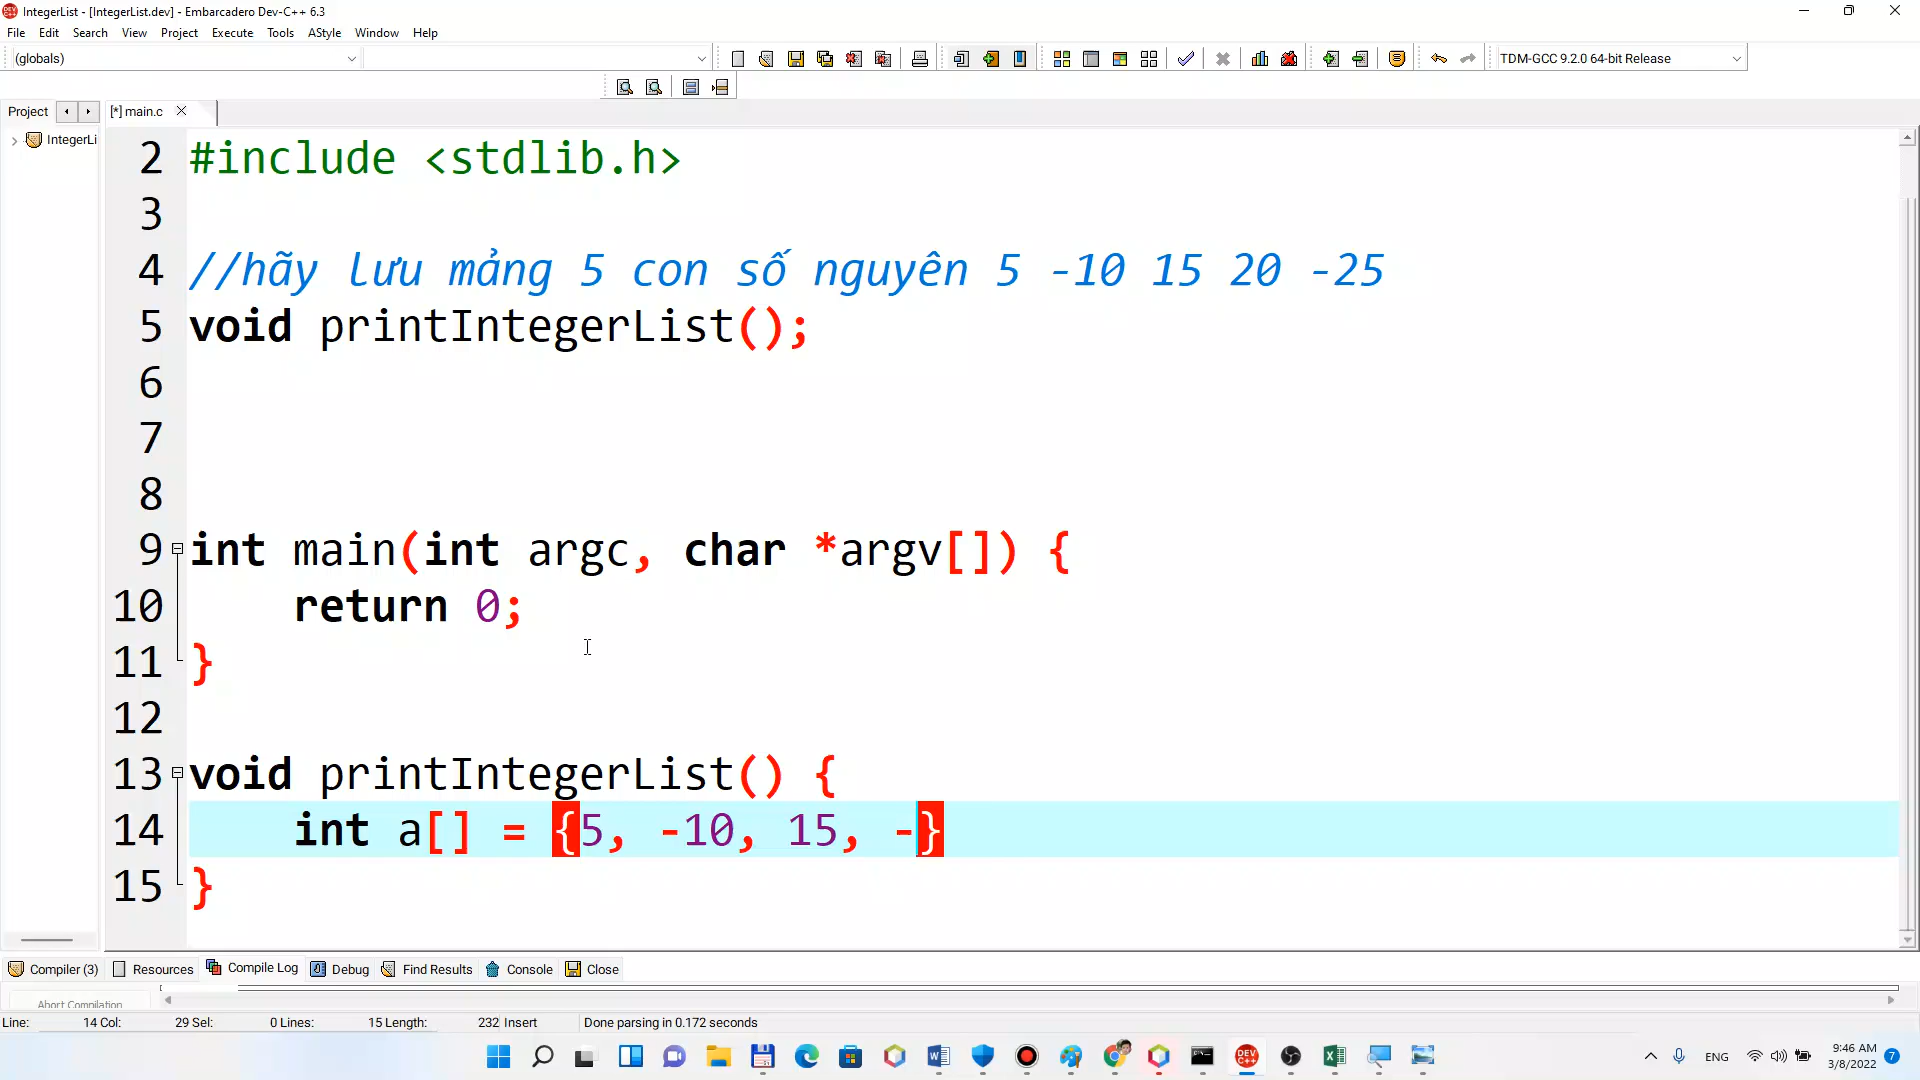 IntegerList - [IntegerList.dev] - Embarcadero Dev-C++ 6.3
File Edit Search View Project Execute Tools AStyle Window Help
(globals)
TDM-GCC 9.2.0 64-bit Release
Project
[*] main.c
IntegerLi
2 #include <stdlib.h>
3
4 //hãy lưu mảng 5 con số nguyên 5 -10 15 20 -25
5 void printIntegerList();
6
7
8
9 int main(int argc, char *argv[]) {
10 return 0;
11 }
12
13 void printIntegerList() {
14 int a[] = {5, -10, 15, -}
15 }
Compiler (3) Resources Compile Log Debug Find Results Console Close
Abort Compilation
Line: 14 Col: 29 Sel: 0 Lines: 15 Length: 232 Insert Done parsing in 0.172 seconds
ENG
9:46 AM
3/8/2022
7